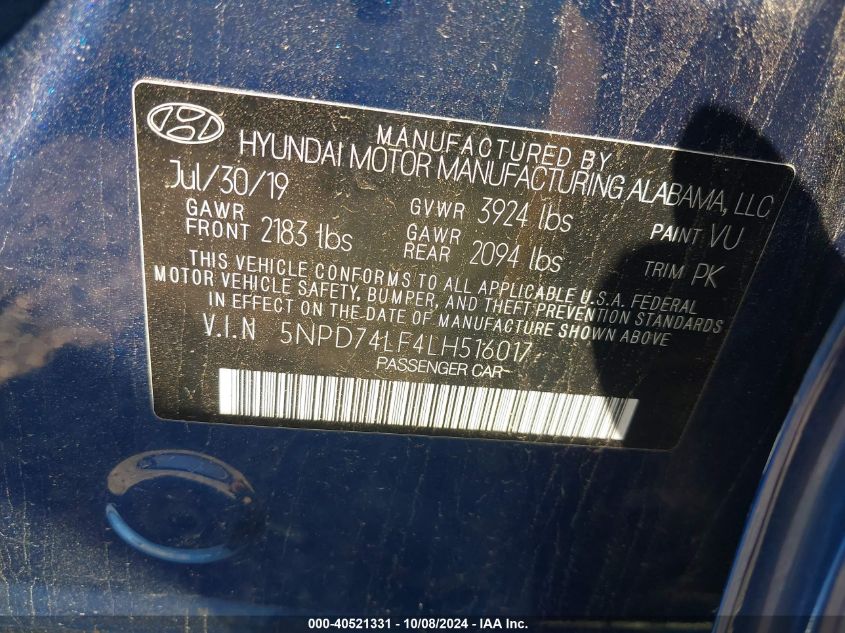 MANUFACTURED BY
HYUNDAI MOTOR MANUFACTURING ALABAMA, LLC
Jul/30/19
GVWR 3924 lbs
PAINT VU
GAWR FRONT 2183 lbs
GAWR REAR 2094 lbs
TRIM PK
THIS VEHICLE CONFORMS TO ALL APPLICABLE U.S.A. FEDERAL
MOTOR VEHICLE SAFETY, BUMPER, AND THEFT PREVENTION STANDARDS
IN EFFECT ON THE DATE OF MANUFACTURE SHOWN ABOVE.
V.I.N 5NPD74LF4LH516017
PASSENGER CAR
000-40521331 - 10/08/2024 - IAA Inc.